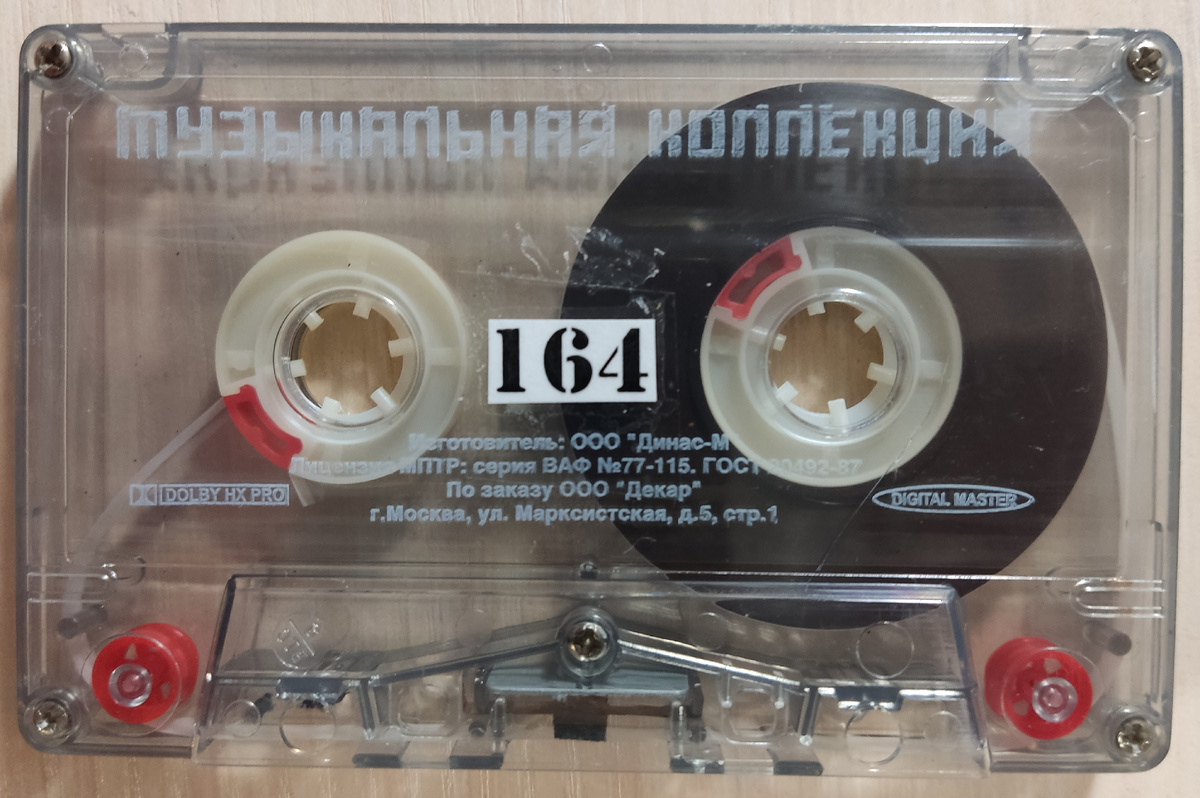 МУЗЫКАЛЬНАЯ КОЛЛЕКЦИЯ
164
Изготовитель: ООО "Динас-М
Лицензия МПТР: серия ВАФ №77-115. ГОСТ 20492-87
DOLBY HX PRO
По заказу ООО "Декар"
DIGITAL MASTER
г.Москва, ул. Марксистская, д.5, стр.1